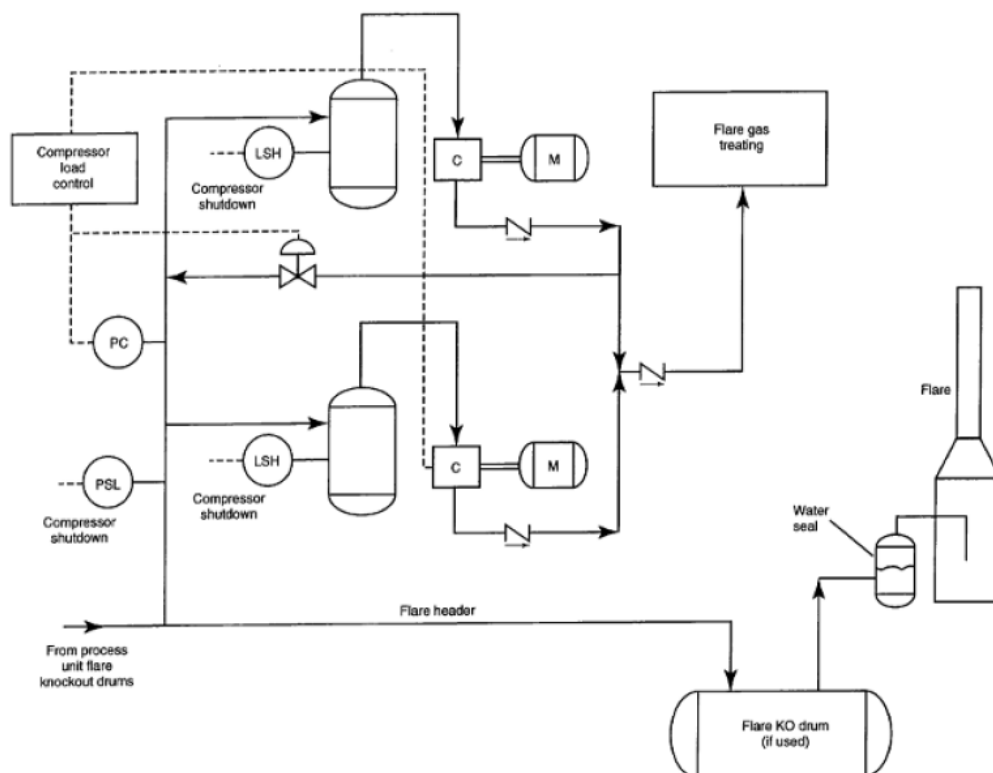 Compressor
load
control
LSH
Compressor
shutdown
C
M
Flare gas
treating
PC
LSH
Compressor
shutdown
C
M
PSL
Compressor
shutdown
Flare
Water
seal
Flare header
From process
unit flare
knockout drums
Flare KO drum
(if used)